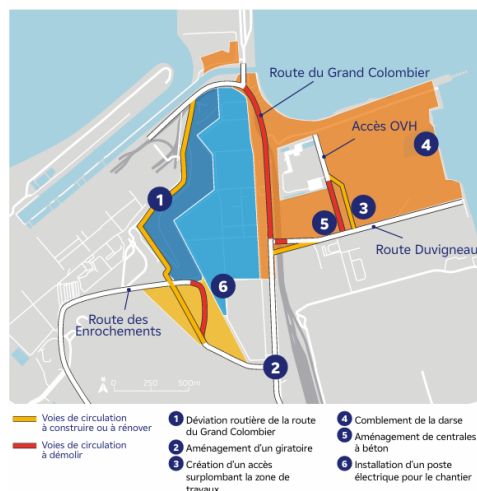 Route du Grand Colombier
Accès OVH
4
1
3
5
Route Duvigneau
6
Route des
Enrochements
2
N
0 250 500m
Voies de circulation
à construire ou à rénover
Voies de circulation
à démolir
1 Déviation routière de la route
du Grand Colombier
2 Aménagement d'un giratoire
3 Création d'un accès
surplombant la zone de
travaux
4 Comblement de la darse
5 Aménagement de centrales
à béton
6 Installation d'un poste
électrique pour le chantier